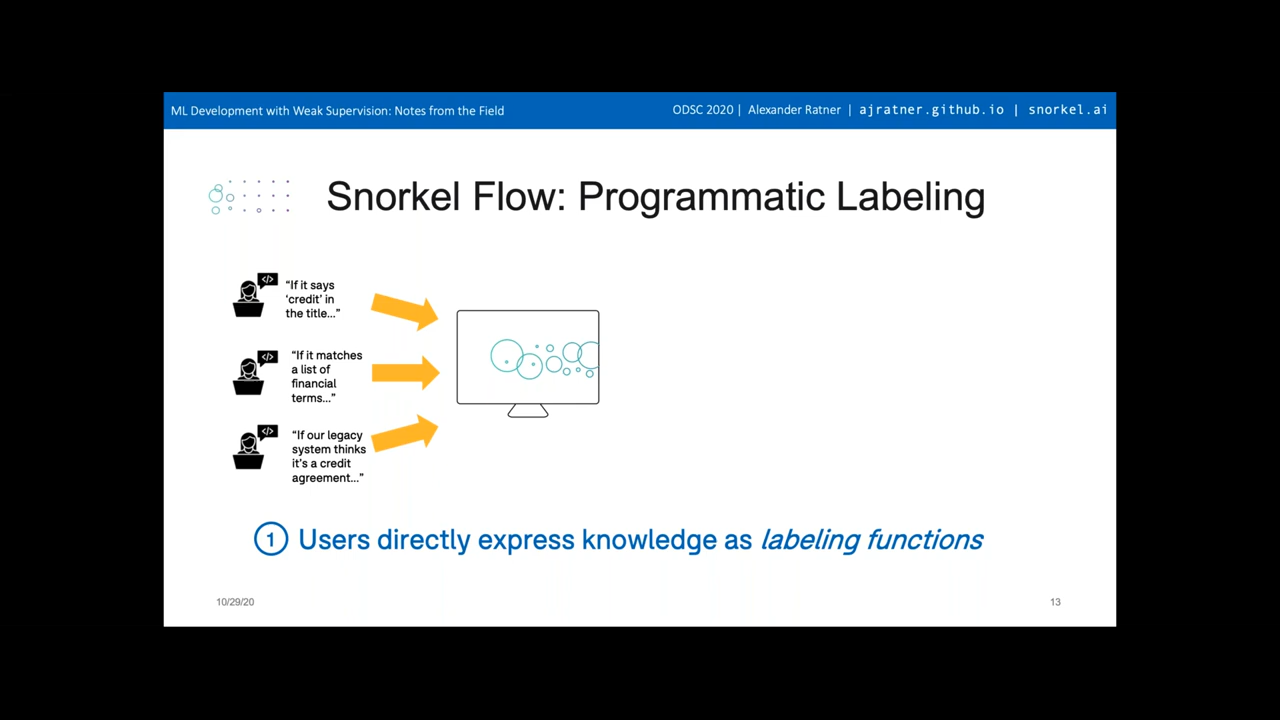 ML Development with Weak Supervision: Notes from the Field
ODSC 2020 | Alexander Ratner | ajratner.github.io | snorkel.ai
Snorkel Flow: Programmatic Labeling
</>
“If it says
‘credit’ in
the title...”
</>
“If it matches
a list of
financial
terms...”
</>
“If our legacy
system thinks
it’s a credit
agreement...”
1 Users directly express knowledge as labeling functions
10/29/20
13